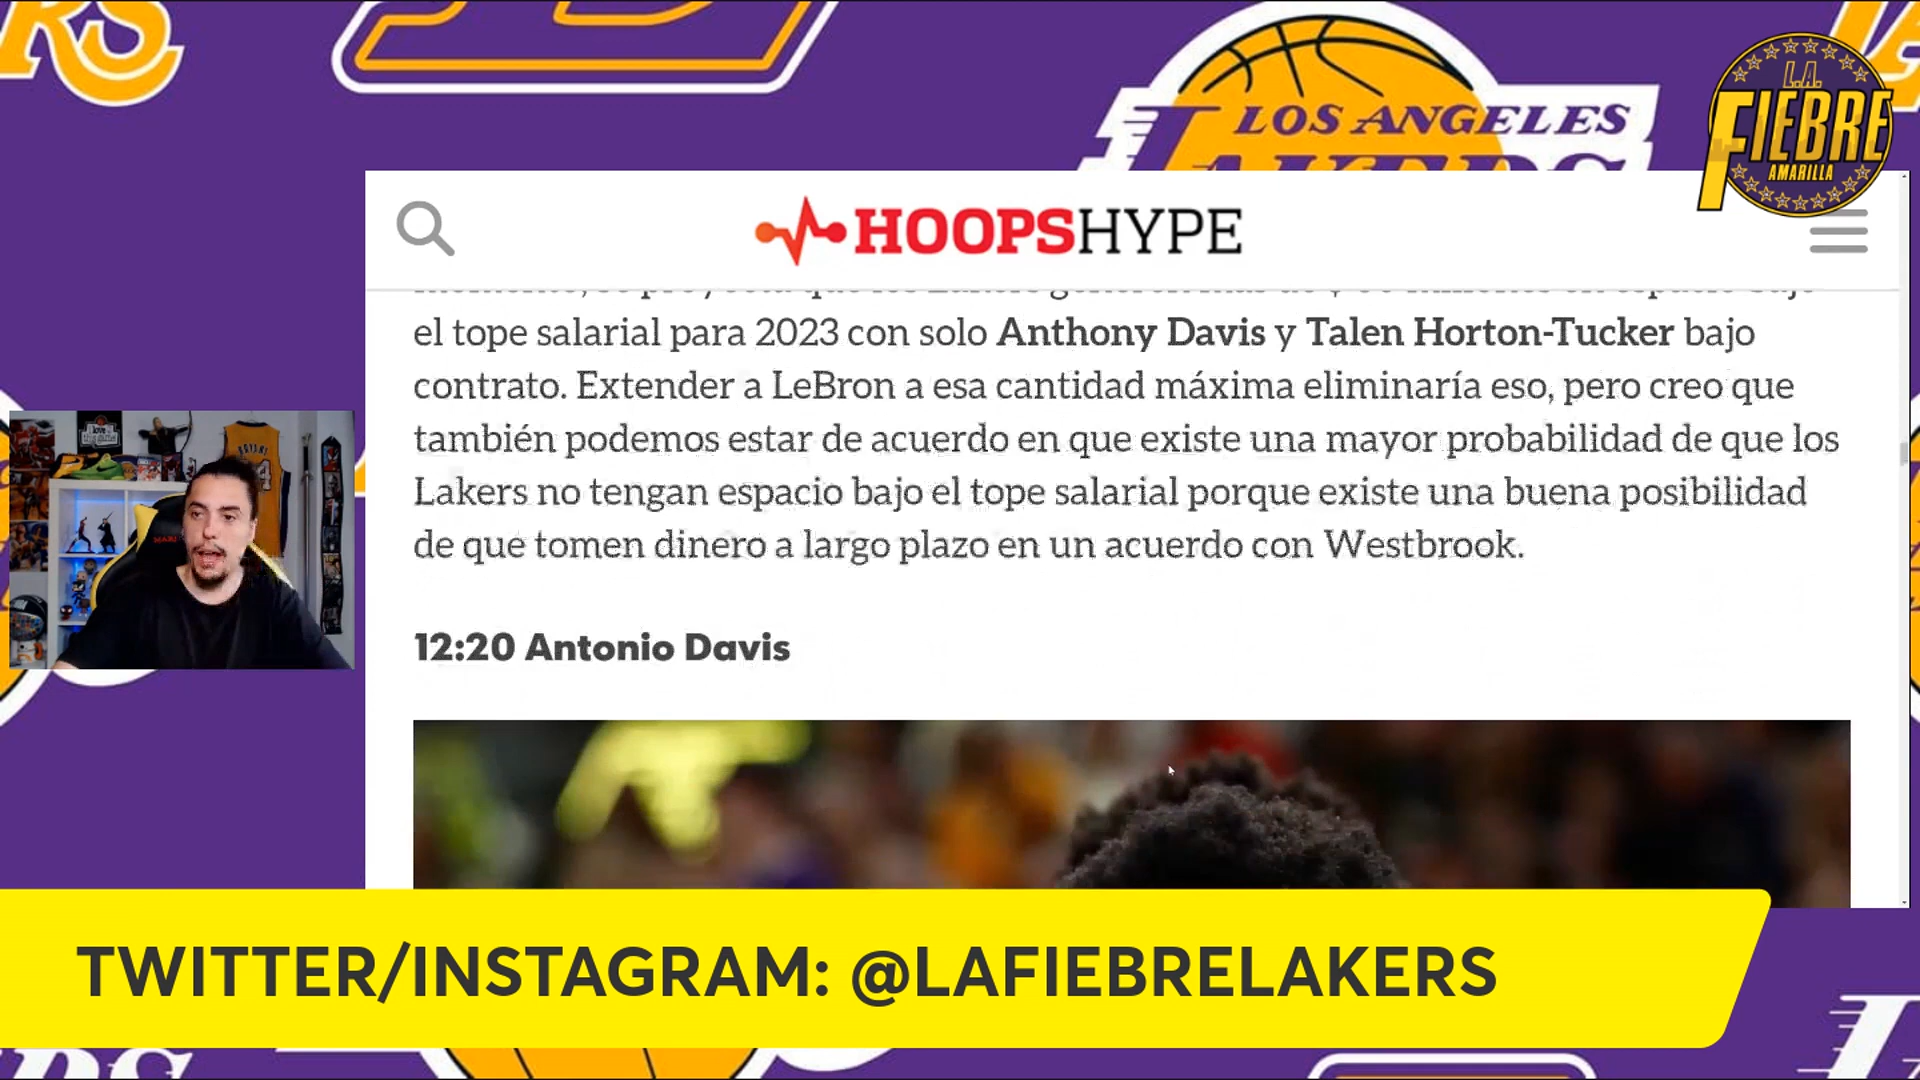 RS
LOS ANGELES
LAKERS
L.A.
FIEBRE
AMARILLA
HOOPSHYPE
el tope salarial para 2023 con solo Anthony Davis y Talen Horton-Tucker bajo
contrato. Extender a LeBron a esa cantidad máxima eliminaría eso, pero creo que
también podemos estar de acuerdo en que existe una mayor probabilidad de que los
Lakers no tengan espacio bajo el tope salarial porque existe una buena posibilidad
de que tomen dinero a largo plazo en un acuerdo con Westbrook.
12:20 Antonio Davis
TWITTER/INSTAGRAM: @LAFIEBRELAKERS